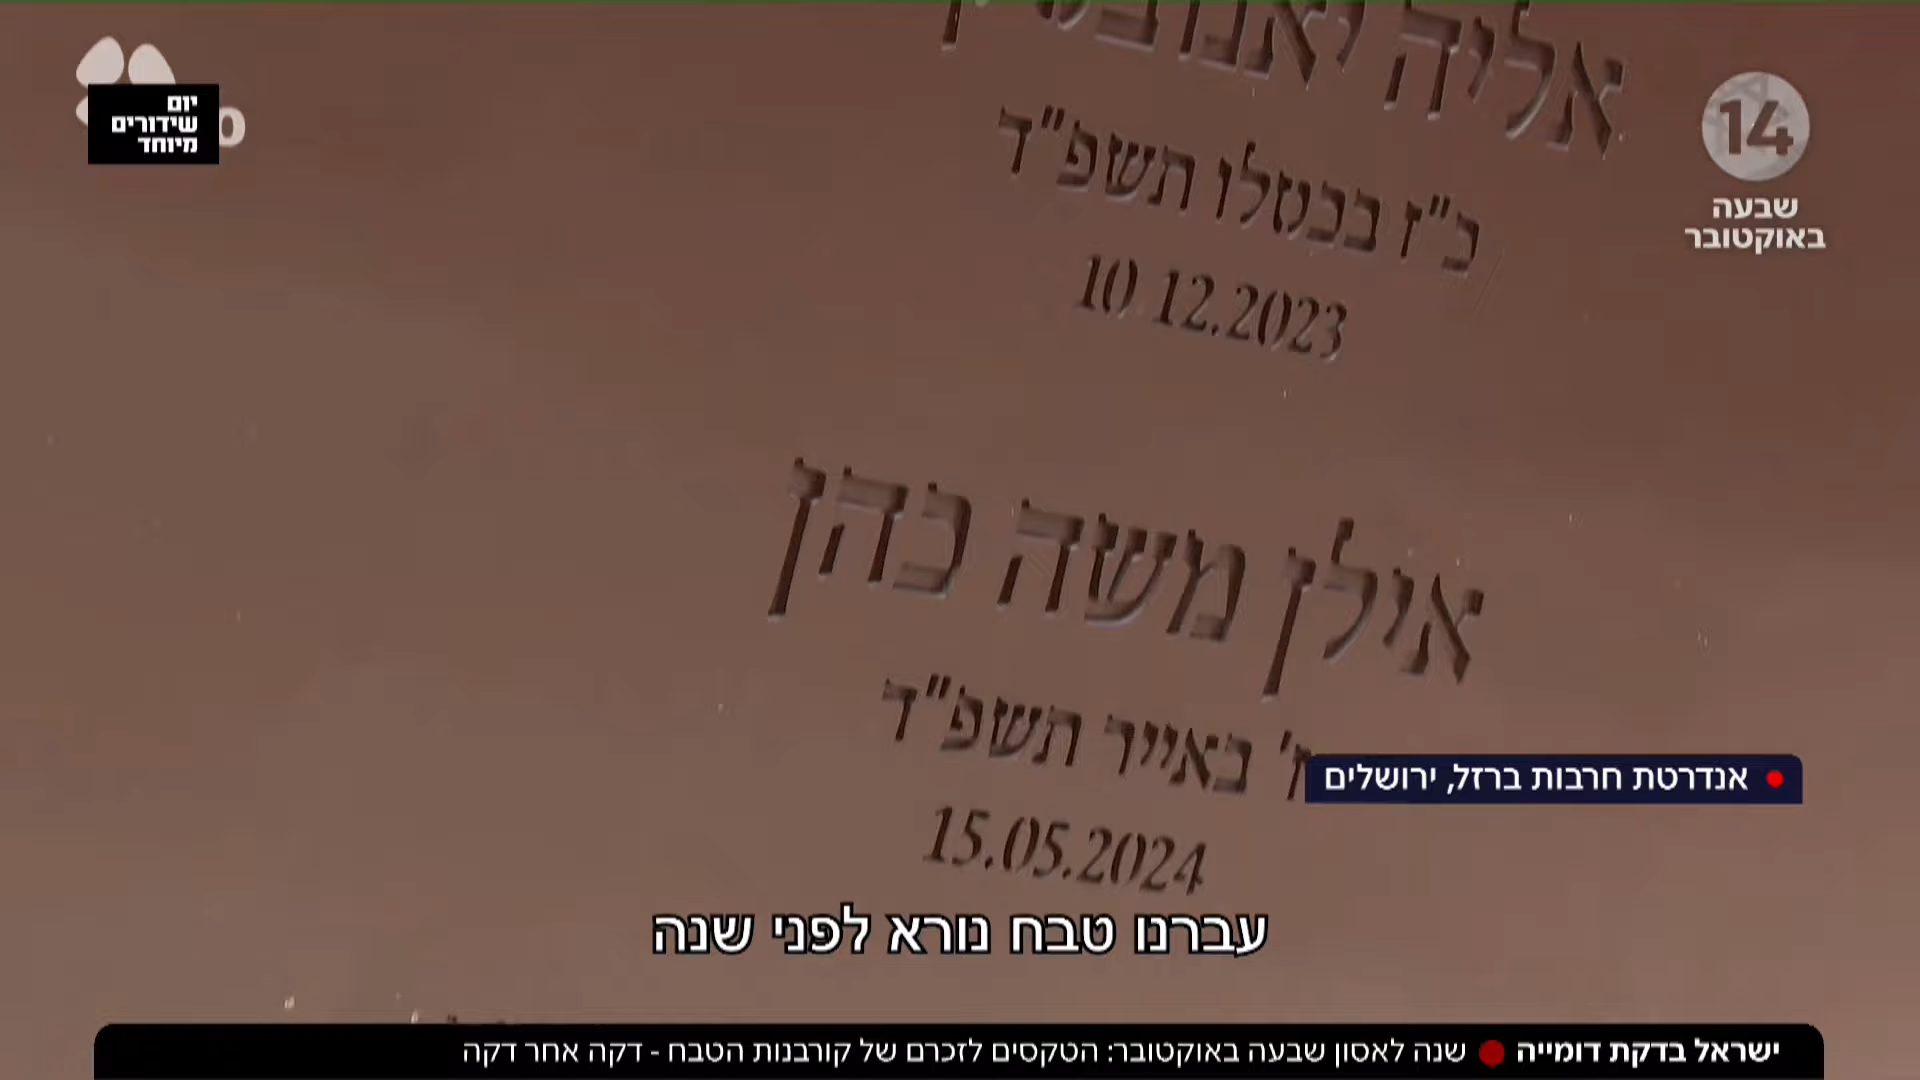 אליה יאנובסקי
כ"ז בכסלו תשפ"ד
10 12.2023
אילן משה כהן
ז' באייר תשפ"ד
15.05.2024
יום
שידורים
מיוחד
14
שבעה
באוקטובר
אנדרטת חרבות ברזל, ירושלים
עברנו טבח נורא לפני שנה
ישראל בדקת דומייה שנה לאסון שבעה באוקטובר: הטקסים לזכרם של קורבנות הטבח - דקה אחר דקה